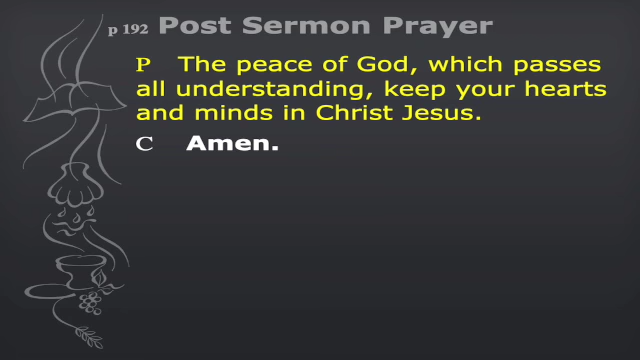 p 192 Post Sermon Prayer
P The peace of God, which passes
all understanding, keep your hearts
and minds in Christ Jesus.
C Amen.